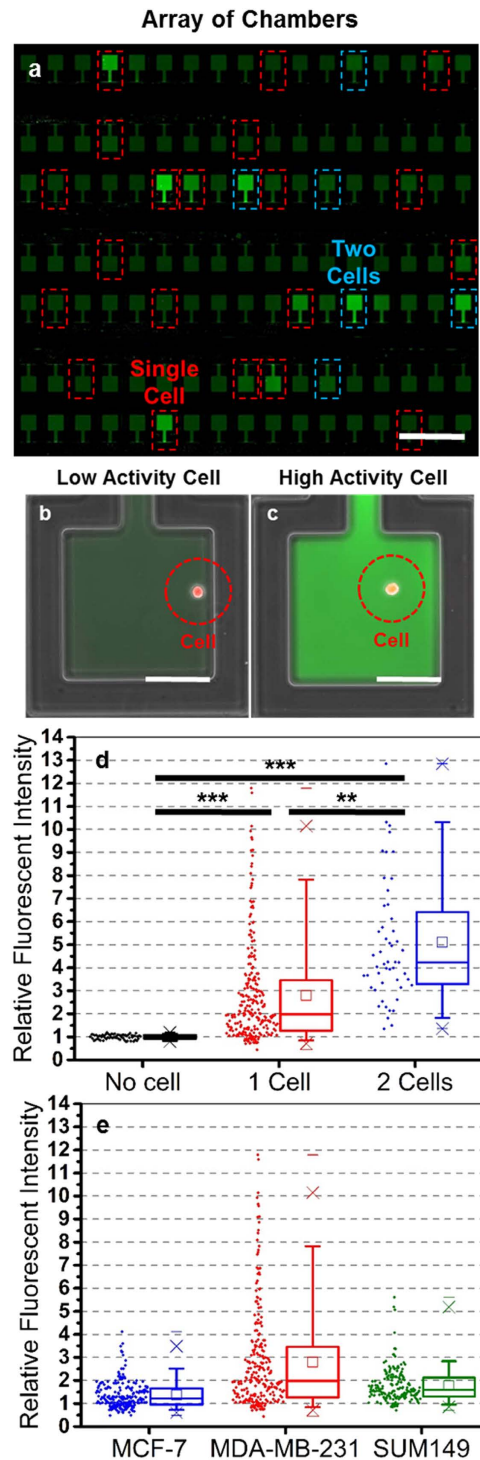 Array of Chambers
a
Two
Cells
Single
Cell
Low Activity Cell
High Activity Cell
b
c
Cell
Cell
Relative Fluorescent Intensity
14
13
12
11
10
9
8
7
6
5
4
3
2
1
0
d
***
***
**
No cell
1 Cell
2 Cells
Relative Fluorescent Intensity
14
13
12
11
10
9
8
7
6
5
4
3
2
1
0
e
MCF-7
MDA-MB-231
SUM149